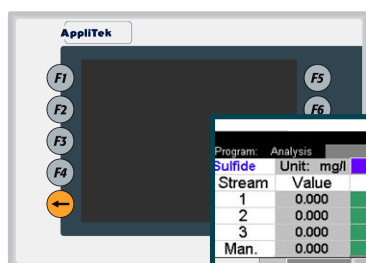 AppliTek
F1
F5
F2
F6
F3
F4
Program: Analysis
Sulfide Unit: mg/l
Stream Value
1 0.000
2 0.000
3 0.000
Man. 0.000